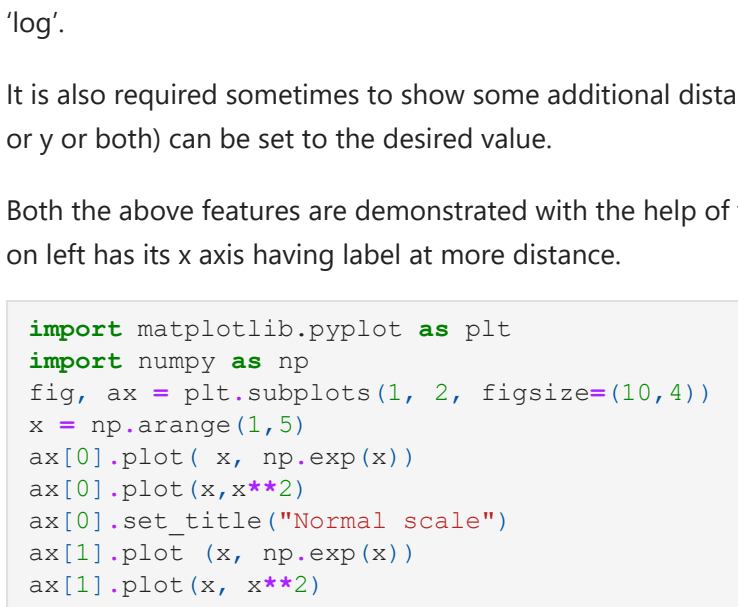 ‘log’.
It is also required sometimes to show some additional dista
or y or both) can be set to the desired value.
Both the above features are demonstrated with the help of
on left has its x axis having label at more distance.
import matplotlib.pyplot as plt
import numpy as np
fig, ax = plt.subplots(1, 2, figsize=(10,4))
x = np.arange(1,5)
ax[0].plot( x, np.exp(x))
ax[0].plot(x,x**2)
ax[0].set_title("Normal scale")
ax[1].plot (x, np.exp(x))
ax[1].plot(x, x**2)